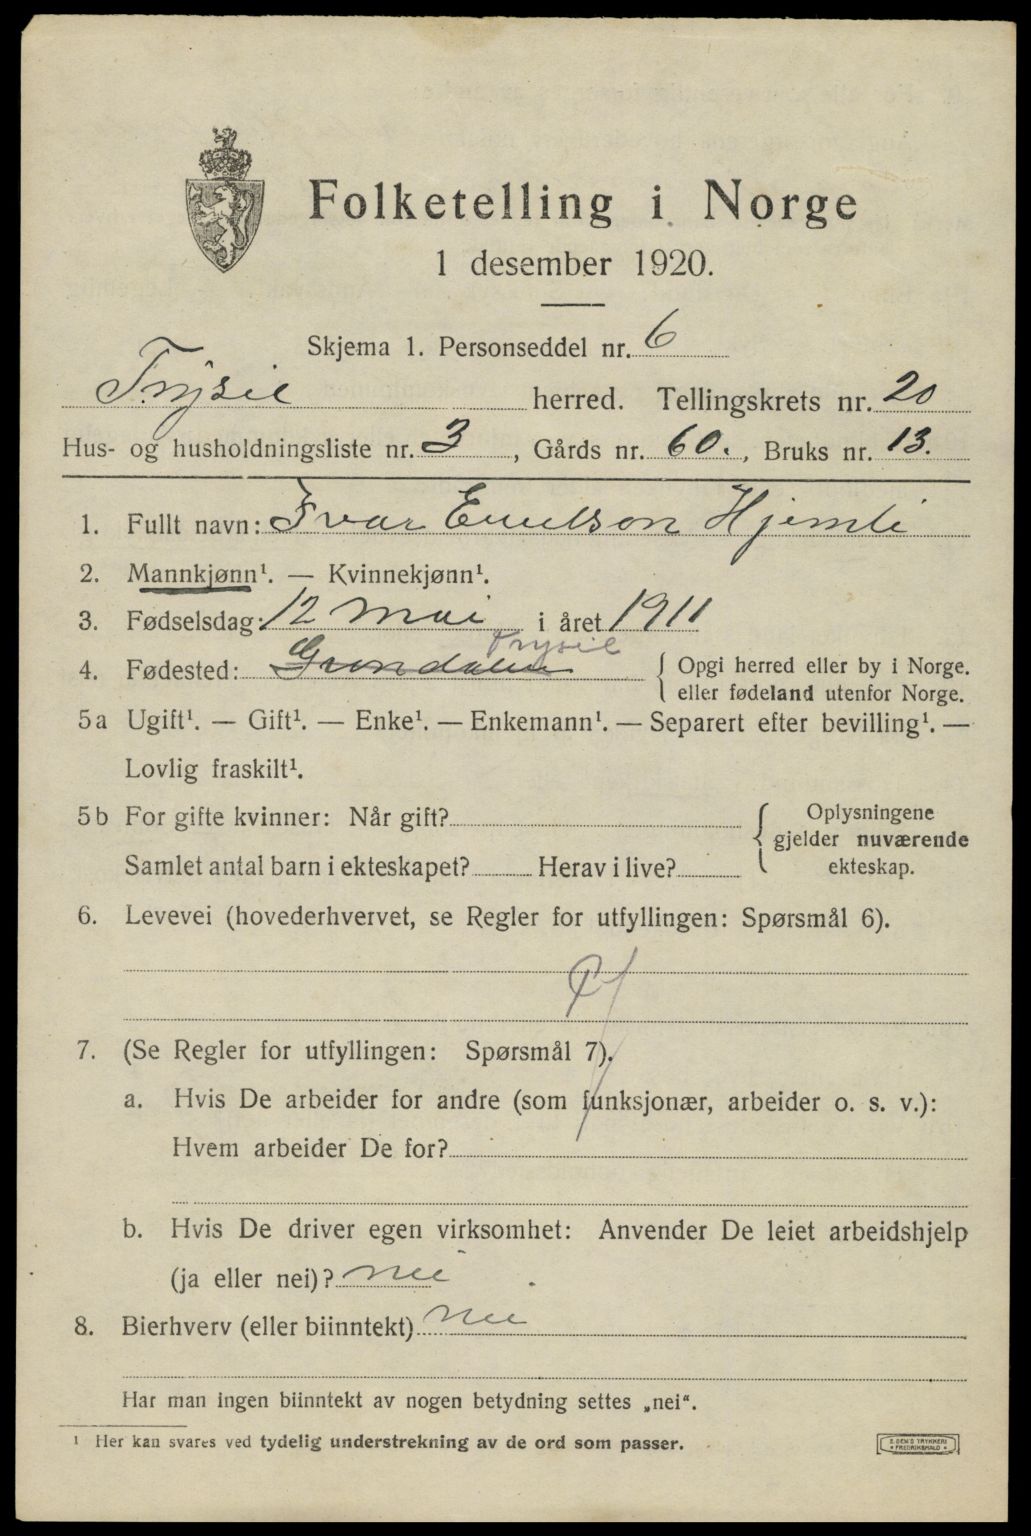 Folketelling i Norge
1 desember 1920.
Skjema 1. Personseddel nr. 6
Trysil herred. Tellingskrets nr. 20
Hus- og husholdningsliste nr. 3, Gårds nr. 60., Bruks nr. 13.
1. Fullt navn: Ivar Emelson Hjemli
2. Mannkjønn¹. — Kvinnekjønn¹.
3. Fødselsdag: 12 mai i året 1911
Trysil
4. Fødested: Grøndalen { Opgi herred eller by i Norge.
eller fødeland utenfor Norge.
5a Ugift¹. — Gift¹. — Enke¹. — Enkemann¹. — Separert efter bevilling¹. —
Lovlig fraskilt¹.
5b For gifte kvinner: Når gift? { Oplysningene
gjelder nuværende
Samlet antal barn i ekteskapet? Herav i live? ekteskap.
6. Levevei (hovederhvervet, se Regler for utfyllingen: Spørsmål 6).
7. (Se Regler for utfyllingen: Spørsmål 7).
a. Hvis De arbeider for andre (som funksjonær, arbeider o. s. v.):
Hvem arbeider De for?
b. Hvis De driver egen virksomhet: Anvender De leiet arbeidshjelp
(ja eller nei)? nei
8. Bierhverv (eller biinntekt) nei
Har man ingen biinntekt av nogen betydning settes „nei“.
¹ Her kan svares ved tydelig understrekning av de ord som passer.
E. SEM'S TRYKKERI
FREDRIKSHALD